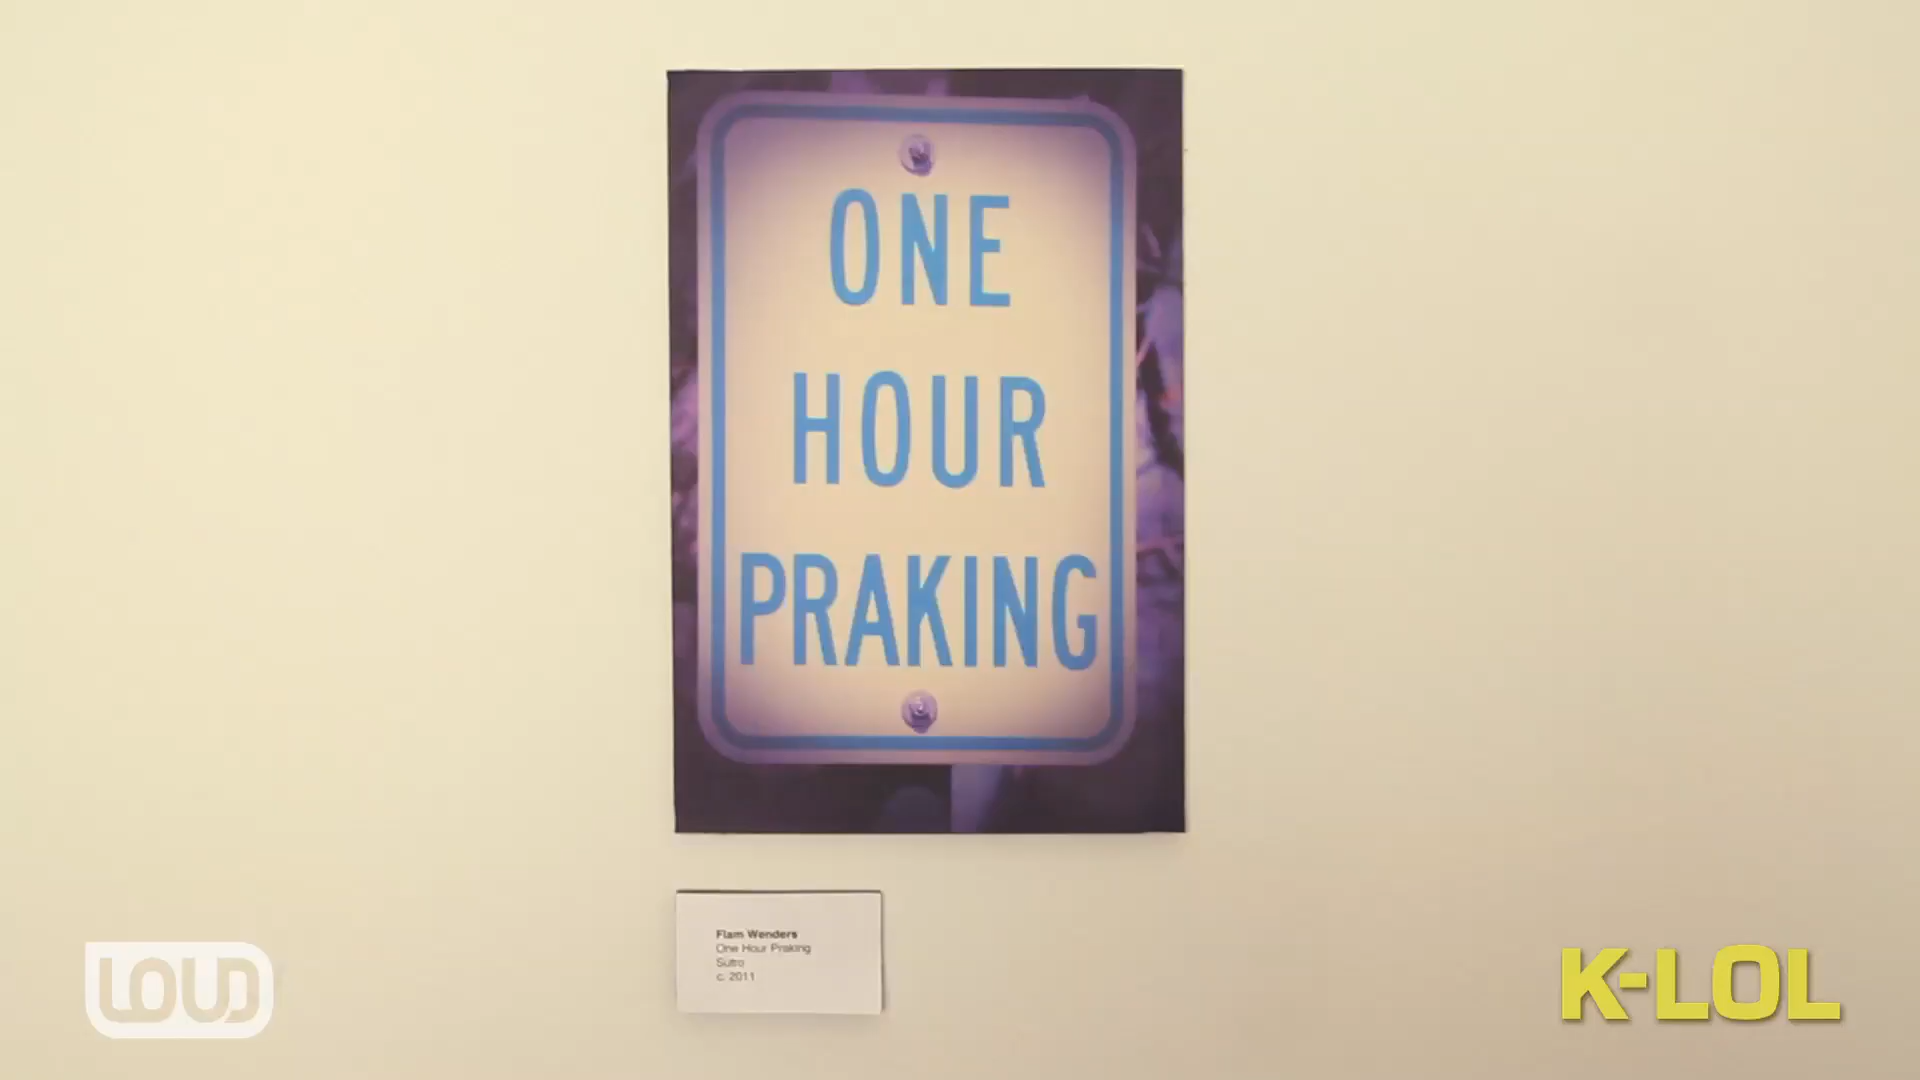 ONE
HOUR
PRAKING
Flam Wenders
One Hour Praking
Sutro
c. 2011
LOUD
K-LOL